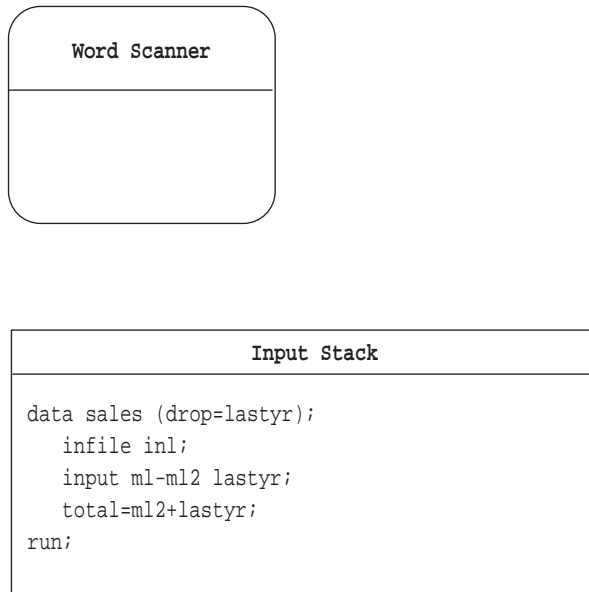 Word Scanner
Input Stack
data sales (drop=lastyr);
infile inl;
input ml-ml2 lastyr;
total=ml2+lastyr;
run;